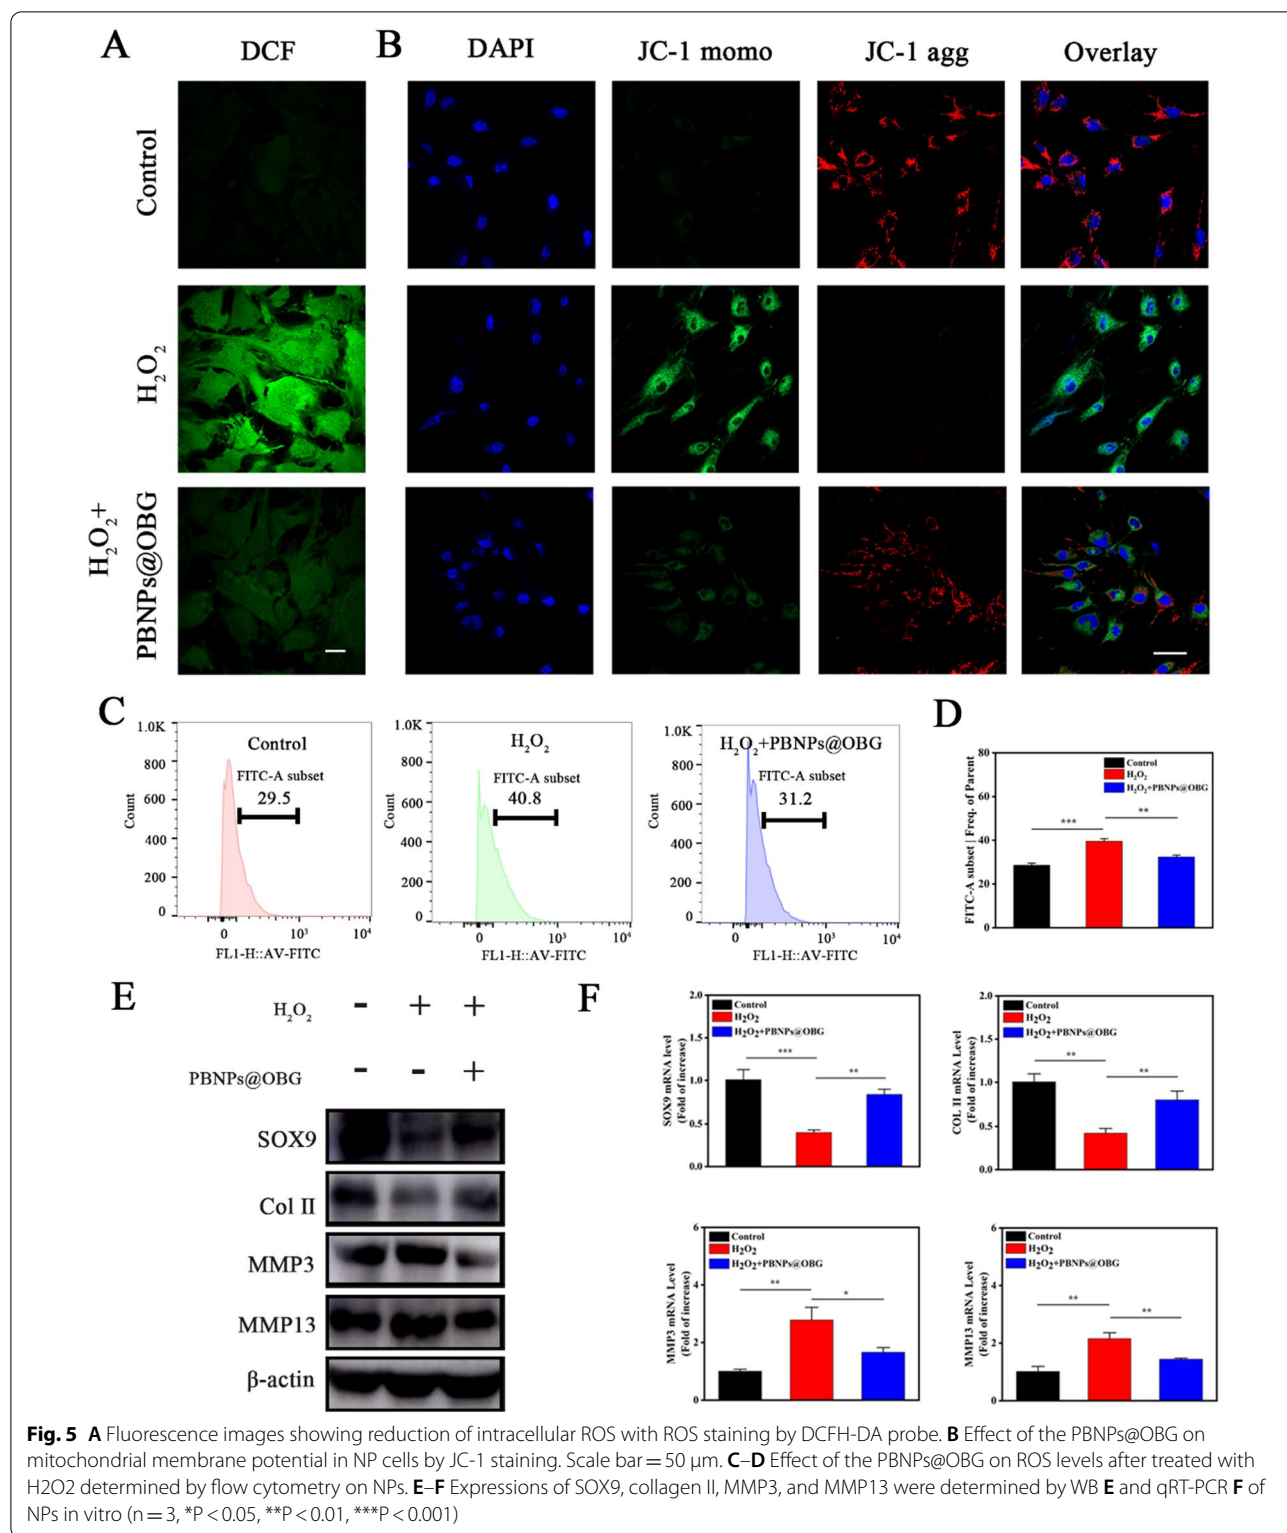 A
DCF
B
DAPI
JC-1 momo
JC-1 agg
Overlay
Control
H₂O₂
H₂O₂+
PBNPs@OBG
C
1.0K
800
600
400
200
0
Count
Control
FITC-A subset
29.5
0
10³
10⁴
FL1-H::AV-FITC
1.0K
800
600
400
200
0
Count
H₂O₂
FITC-A subset
40.8
0
10³
10⁴
FL1-H::AV-FITC
1.0K
800
600
400
200
0
Count
H₂O₂+PBNPs@OBG
FITC-A subset
31.2
0
10³
10⁴
FL1-H::AV-FITC
D
80
60
40
20
0
FITC-A subset | Freq. of Parent
Control
H₂O₂
H₂O₂+PBNPs@OBG
***
**
E
H₂O₂ - + +
PBNPs@OBG - - +
SOX9
Col II
MMP3
MMP13
β-actin
F
2.0
1.5
1.0
0.5
0.0
SOX9 mRNA level
(Fold of increase)
Control
H₂O₂
H₂O₂+PBNPs@OBG
***
**
2.0
1.5
1.0
0.5
0.0
COL II mRNA Level
(Fold of increase)
Control
H₂O₂
H₂O₂+PBNPs@OBG
**
**
6
4
2
0
MMP3 mRNA Level
(Fold of increase)
Control
H₂O₂
H₂O₂+PBNPs@OBG
**
*
6
4
2
0
MMP13 mRNA Level
(Fold of increase)
Control
H₂O₂
H₂O₂+PBNPs@OBG
**
**
Fig. 5 A Fluorescence images showing reduction of intracellular ROS with ROS staining by DCFH-DA probe. B Effect of the PBNPs@OBG on
mitochondrial membrane potential in NP cells by JC-1 staining. Scale bar = 50 μm. C–D Effect of the PBNPs@OBG on ROS levels after treated with
H2O2 determined by flow cytometry on NPs. E–F Expressions of SOX9, collagen II, MMP3, and MMP13 were determined by WB E and qRT-PCR F of
NPs in vitro (n = 3, *P < 0.05, **P < 0.01, ***P < 0.001)